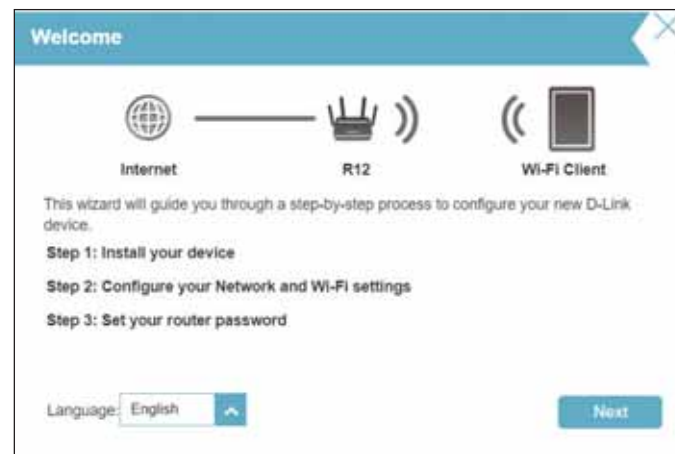 Welcome
Internet R12 Wi-Fi Client
This wizard will guide you through a step-by-step process to configure your new D-Link
device.
Step 1: Install your device
Step 2: Configure your Network and Wi-Fi settings
Step 3: Set your router password
Language: English Next